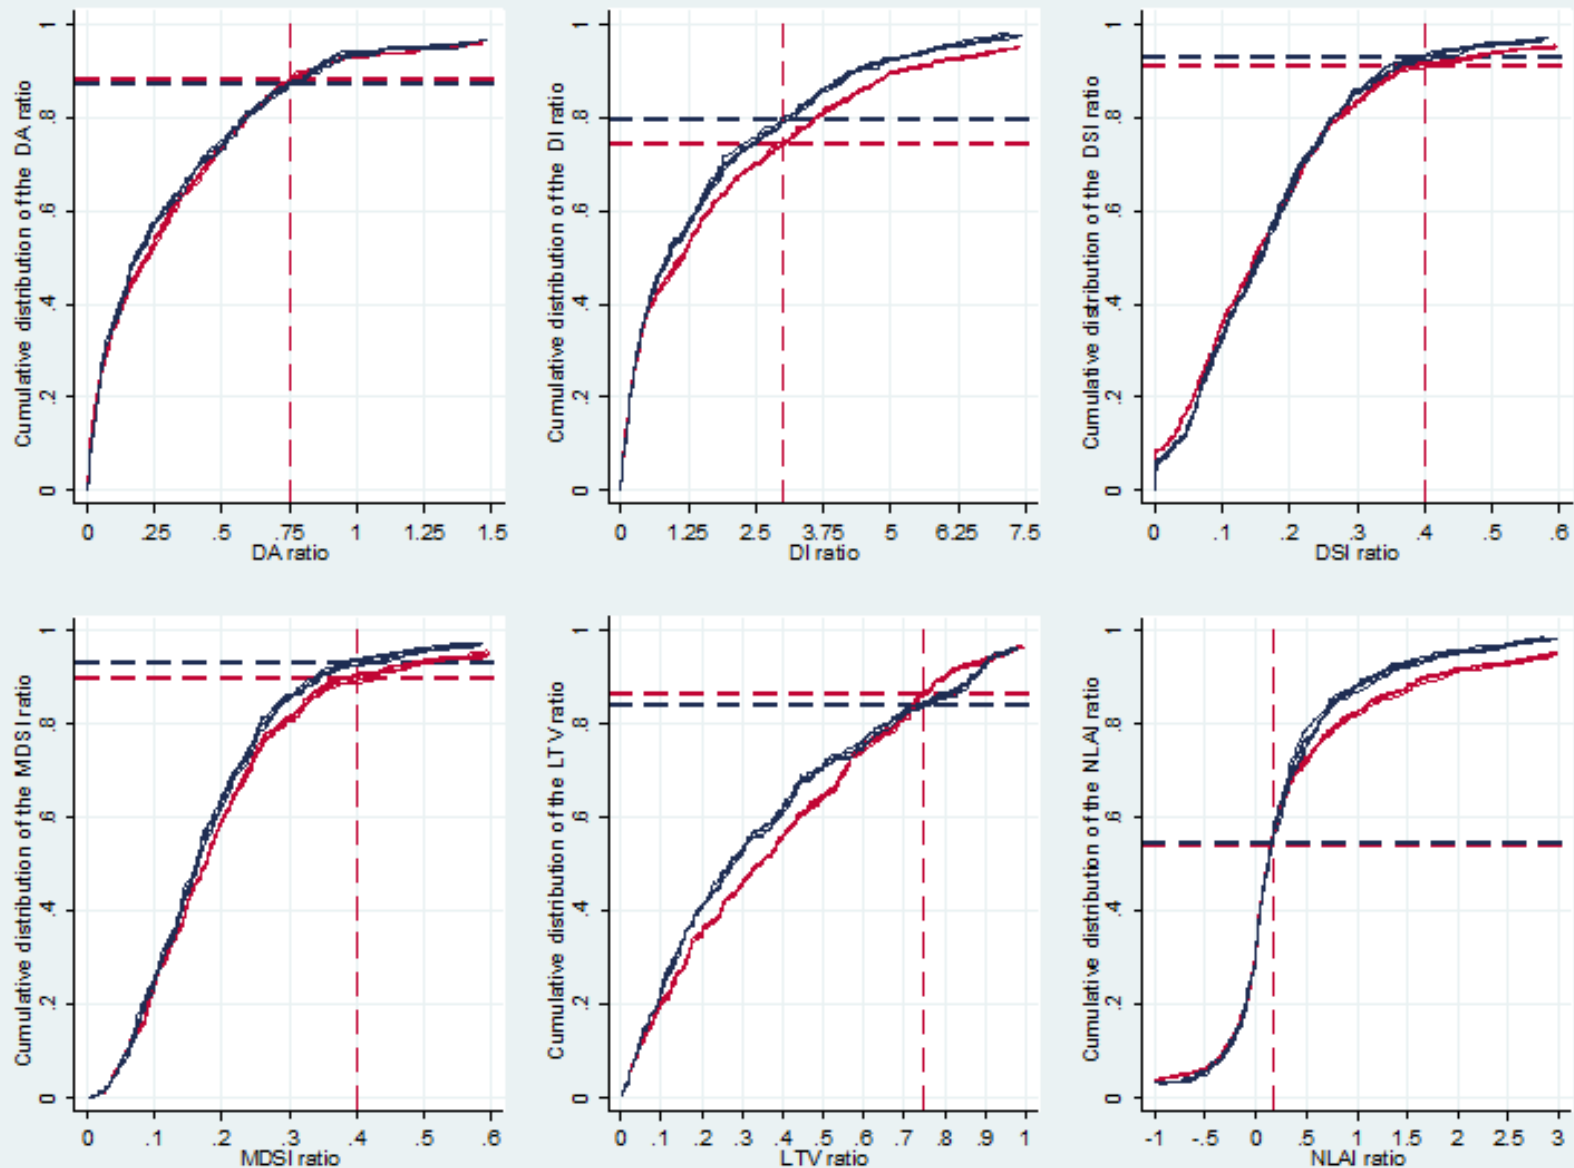 Cumulative distribution of the DA ratio
0 .2 .4 .6 .8 1
0 .25 .5 .75 1 1.25 1.5
DA ratio
Cumulative distribution of the DI ratio
0 .2 .4 .6 .8 1
0 1.25 2.5 3.75 5 6.25 7.5
DI ratio
Cumulative distribution of the DSI ratio
0 .2 .4 .6 .8 1
0 .1 .2 .3 .4 .5 .6
DSI ratio
Cumulative distribution of the MDSI ratio
0 .2 .4 .6 .8 1
0 .1 .2 .3 .4 .5 .6
MDSI ratio
Cumulative distribution of the LTV ratio
0 .2 .4 .6 .8 1
0 .1 .2 .3 .4 .5 .6 .7 .8 .9 1
LTV ratio
Cumulative distribution of the NLAI ratio
0 .2 .4 .6 .8 1
-1 -.5 0 .5 1 1.5 2 2.5 3
NLAI ratio